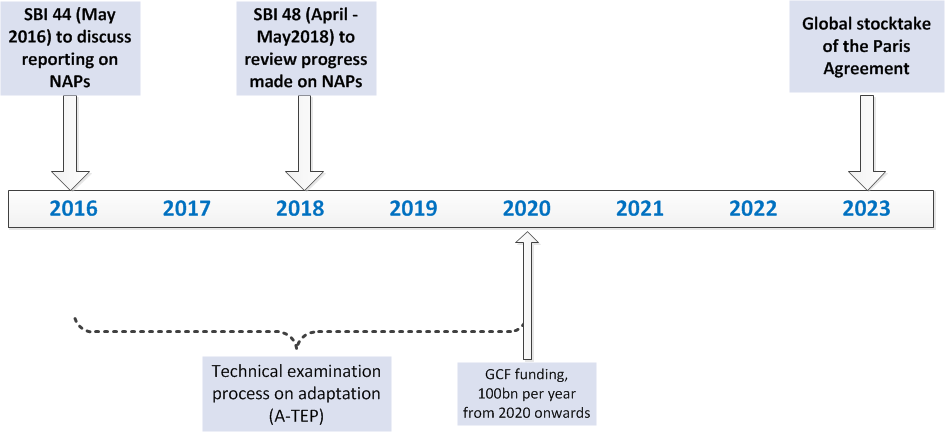 SBI 44 (May
2016) to discuss
reporting on
NAPs
SBI 48 (April -
May2018) to
review progress
made on NAPs
Global stocktake
of the Paris
Agreement
2016 2017 2018 2019 2020 2021 2022 2023
Technical examination
process on adaptation
(A-TEP)
GCF funding,
100bn per year
from 2020 onwards